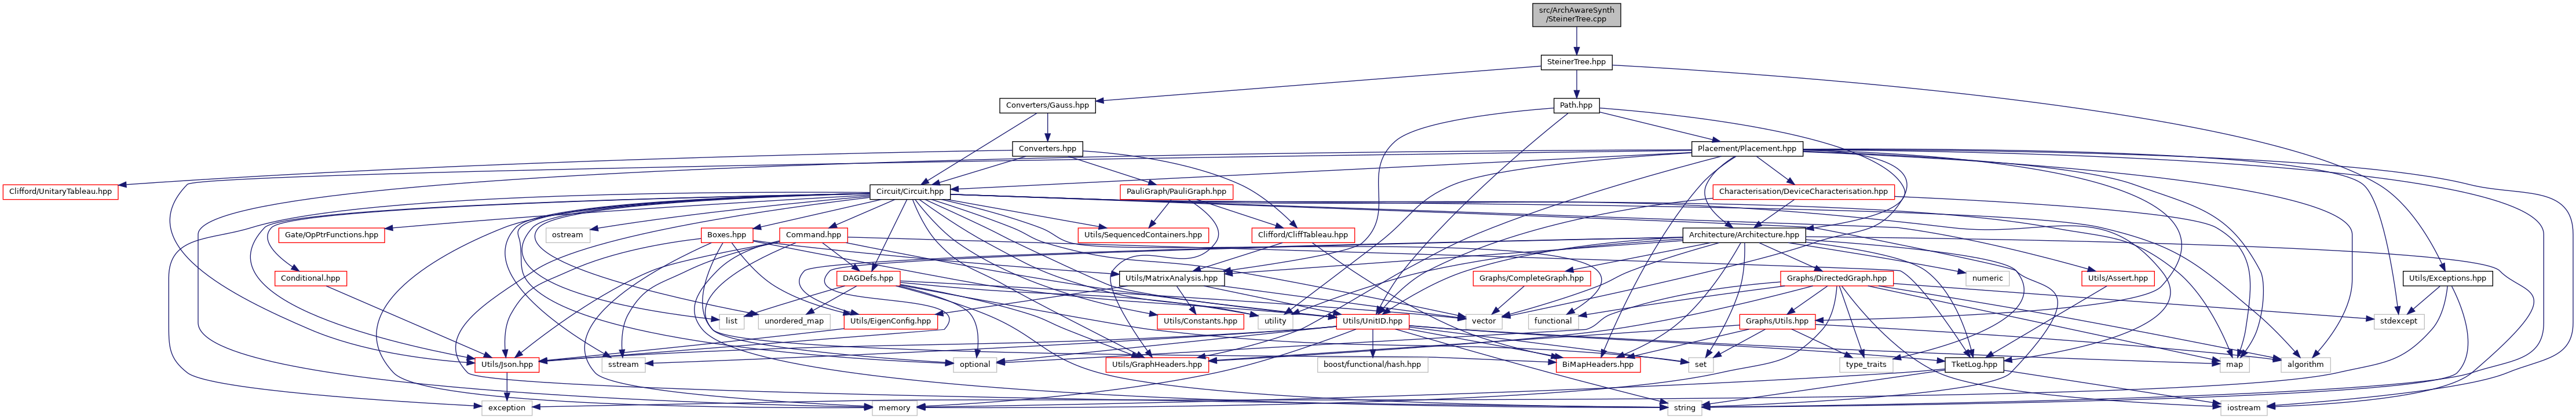 src/ArchAwareSynth
/SteinerTree.cpp
SteinerTree.hpp
Converters/Gauss.hpp
Path.hpp
Converters.hpp
Placement/Placement.hpp
Clifford/UnitaryTableau.hpp
Circuit/Circuit.hpp
PauliGraph/PauliGraph.hpp
Characterisation/DeviceCharacterisation.hpp
Gate/OpPtrFunctions.hpp
ostream
Boxes.hpp
Command.hpp
Utils/SequencedContainers.hpp
Clifford/CliffTableau.hpp
Architecture/Architecture.hpp
Conditional.hpp
DAGDefs.hpp
Utils/MatrixAnalysis.hpp
Graphs/CompleteGraph.hpp
Graphs/DirectedGraph.hpp
numeric
Utils/Assert.hpp
Utils/Exceptions.hpp
list
unordered_map
Utils/EigenConfig.hpp
Utils/Constants.hpp
utility
Utils/UnitID.hpp
vector
functional
Graphs/Utils.hpp
stdexcept
Utils/Json.hpp
sstream
optional
Utils/GraphHeaders.hpp
boost/functional/hash.hpp
BiMapHeaders.hpp
set
type_traits
TketLog.hpp
map
algorithm
exception
memory
string
iostream